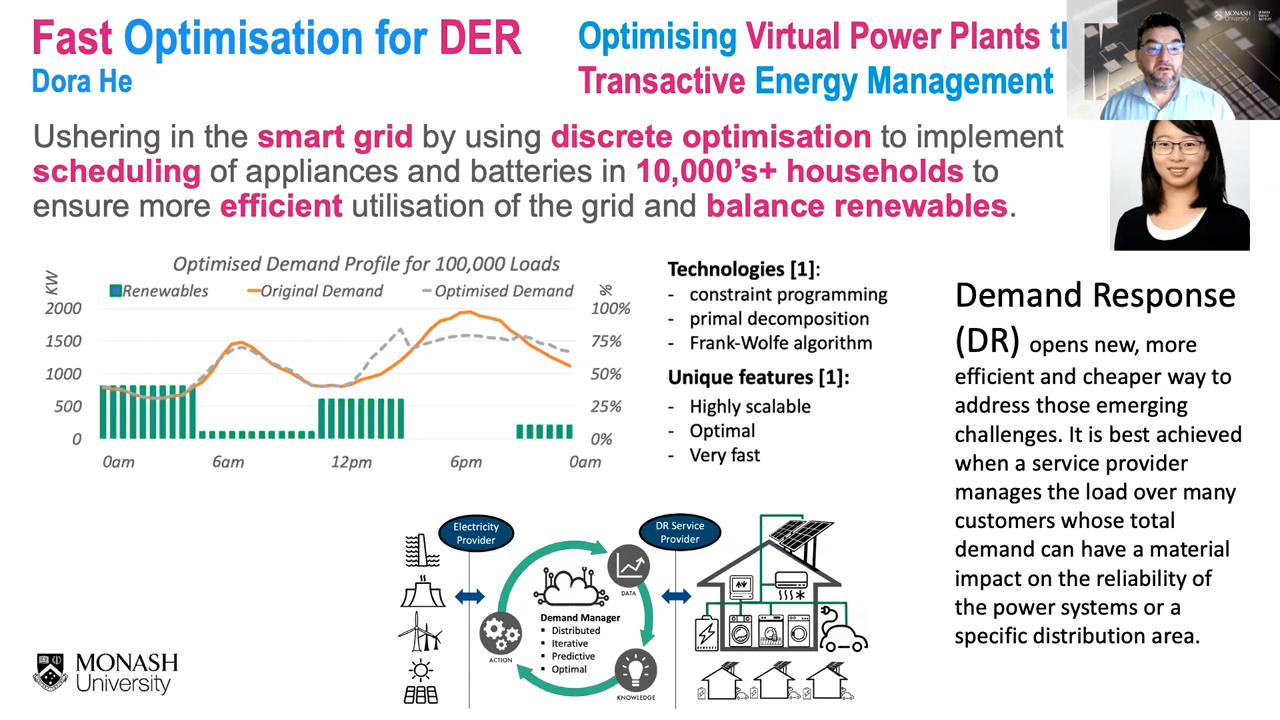 Fast Optimisation for DER
Dora He
Optimising Virtual Power Plants
Transactive Energy Management
MONASH University
Ushering in the smart grid by using discrete optimisation to implement
scheduling of appliances and batteries in 10,000's+ households to
ensure more efficient utilisation of the grid and balance renewables.
Optimised Demand Profile for 100,000 Loads
KW
Renewables
Original Demand
Optimised Demand
%
2000
1500
1000
500
0
100%
75%
50%
25%
0%
0am
6am
12pm
6pm
0am
Technologies [1]:
- constraint programming
- primal decomposition
- Frank-Wolfe algorithm
Unique features [1]:
- Highly scalable
- Optimal
- Very fast
Demand Response
(DR) opens new, more
efficient and cheaper way to
address those emerging
challenges. It is best achieved
when a service provider
manages the load over many
customers whose total
demand can have a material
impact on the reliability of
the power systems or a
specific distribution area.
Electricity
Provider
DR Service
Provider
DATA
Demand Manager
▪ Distributed
▪ Iterative
▪ Predictive
▪ Optimal
ACTION
KNOWLEDGE
MONASH
University